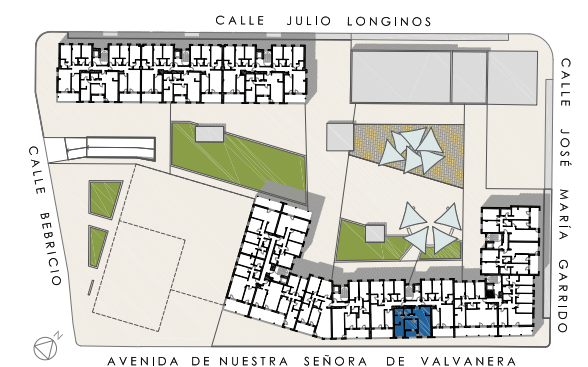 CALLE JULIO LONGINOS
CALLE JOSÉ MARÍA GARRIDO
CALLE BEBRICIO
N
AVENIDA DE NUESTRA SEÑORA DE VALVANERA